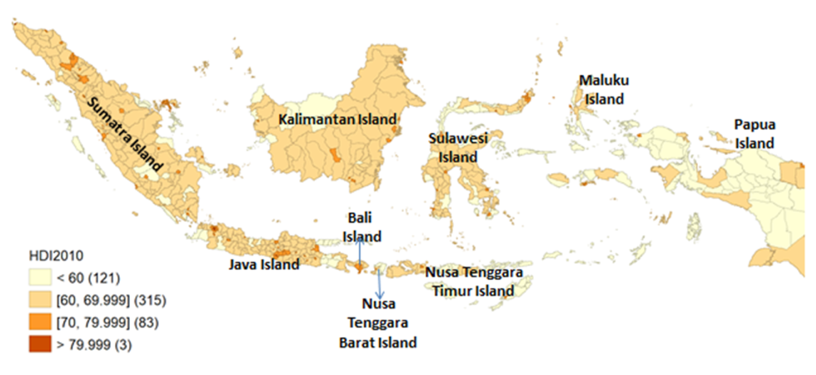 Maluku
Island
Papua
Island
Kalimantan Island
Sumatra Island
Sulawesi
Island
Bali
Island
Java Island
Nusa Tenggara
Timur Island
Nusa
Tenggara
Barat Island
HDI2010
< 60 (121)
[60, 69.999] (315)
[70, 79.999] (83)
> 79.999 (3)